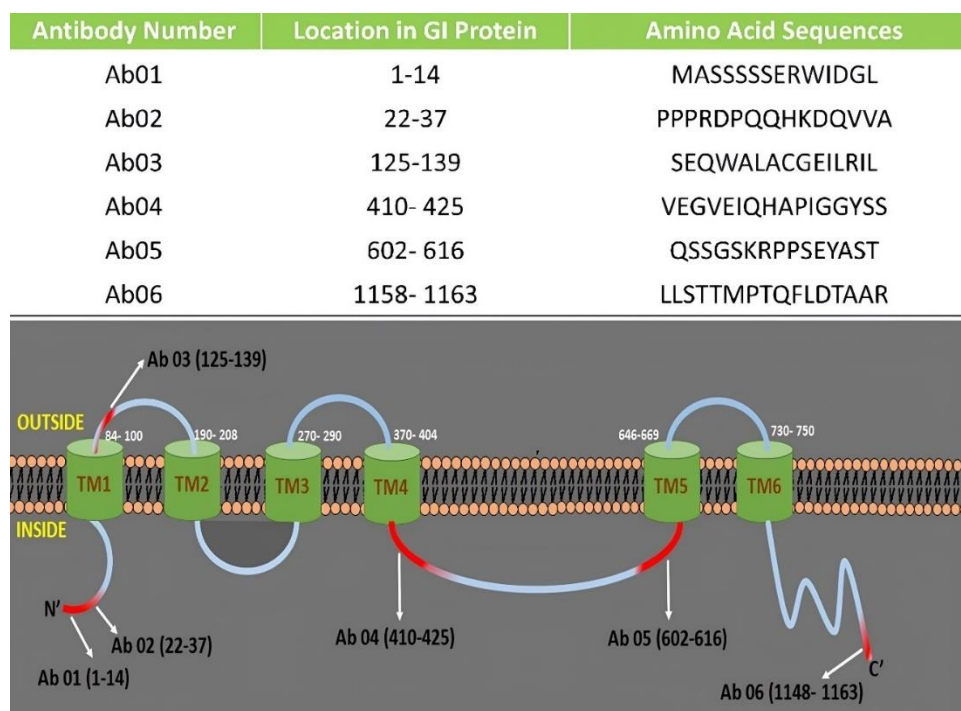 Antibody Number Location in GI Protein Amino Acid Sequences
Ab01 1-14 MASSSSSERWIDGL
Ab02 22-37 PPPRDPQQHKDQVVA
Ab03 125-139 SEQWALACGEILRIL
Ab04 410- 425 VEGVEIQHAPIGGYSS
Ab05 602- 616 QSSGSKRPPSEYAST
Ab06 1158- 1163 LLSTTMPTQFLDTAAR
Ab 03 (125-139)
OUTSIDE
84- 100 190- 208 270- 290 370- 404 646-669 730- 750
TM1 TM2 TM3 TM4 TM5 TM6
INSIDE
N'
Ab 02 (22-37)
Ab 01 (1-14)
Ab 04 (410-425)
Ab 05 (602-616)
C'
Ab 06 (1148- 1163)